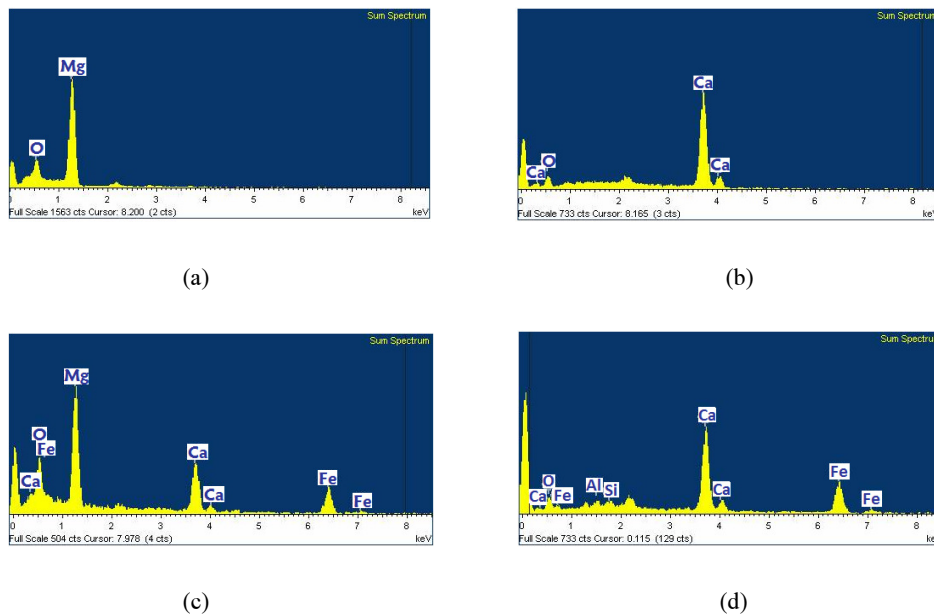 Sum Spectrum
Mg
O
0 1 2 3 4 5 6 7 8
Full Scale 1563 cts Cursor: 8.200 (2 cts) keV
(a)
Sum Spectru
Ca
Ca
O
Ca
0 1 2 3 4 5 6 7 8
Full Scale 733 cts Cursor: 8.165 (3 cts) ke
(b)
Sum Spectrum
Mg
O
Fe
Ca
Ca
Ca
Fe
Fe
0 1 2 3 4 5 6 7 8
Full Scale 504 cts Cursor: 7.978 (4 cts) keV
(c)
Sum Spectru
Ca
Ca
O
Fe
Al
Si
Ca
Fe
Fe
0 1 2 3 4 5 6 7 8
Full Scale 733 cts Cursor: 0.115 (129 cts) ke
(d)